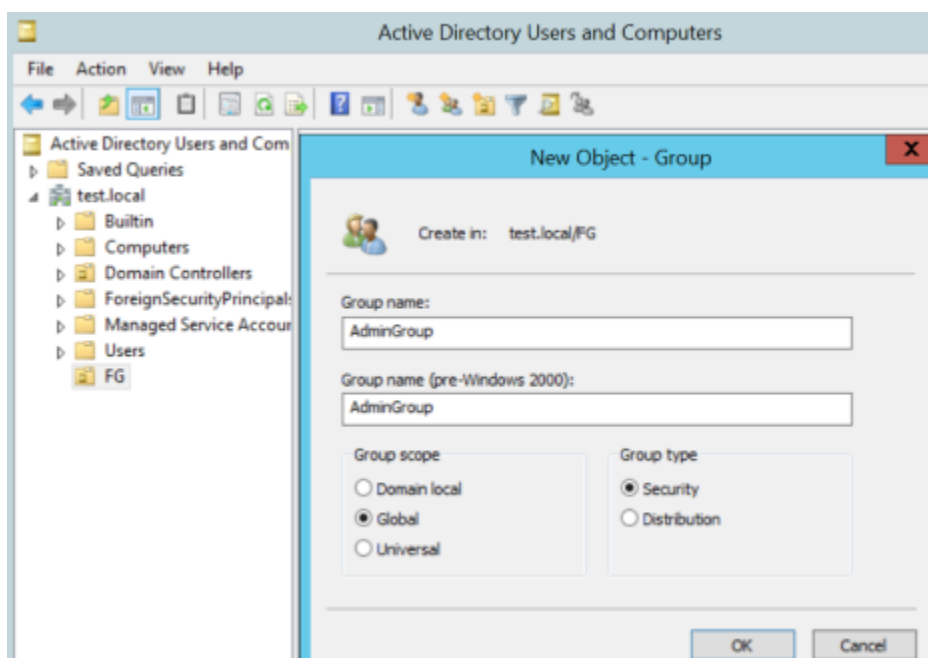 Active Directory Users and Computers
File Action View Help
Active Directory Users and Com
Saved Queries
test.local
Builtin
Computers
Domain Controllers
ForeignSecurityPrincipals
Managed Service Accour
Users
FG
New Object - Group
X
Create in: test.local/FG
Group name:
AdminGroup
Group name (pre-Windows 2000):
AdminGroup
Group scope
Domain local
Global
Universal
Group type
Security
Distribution
OK Cancel